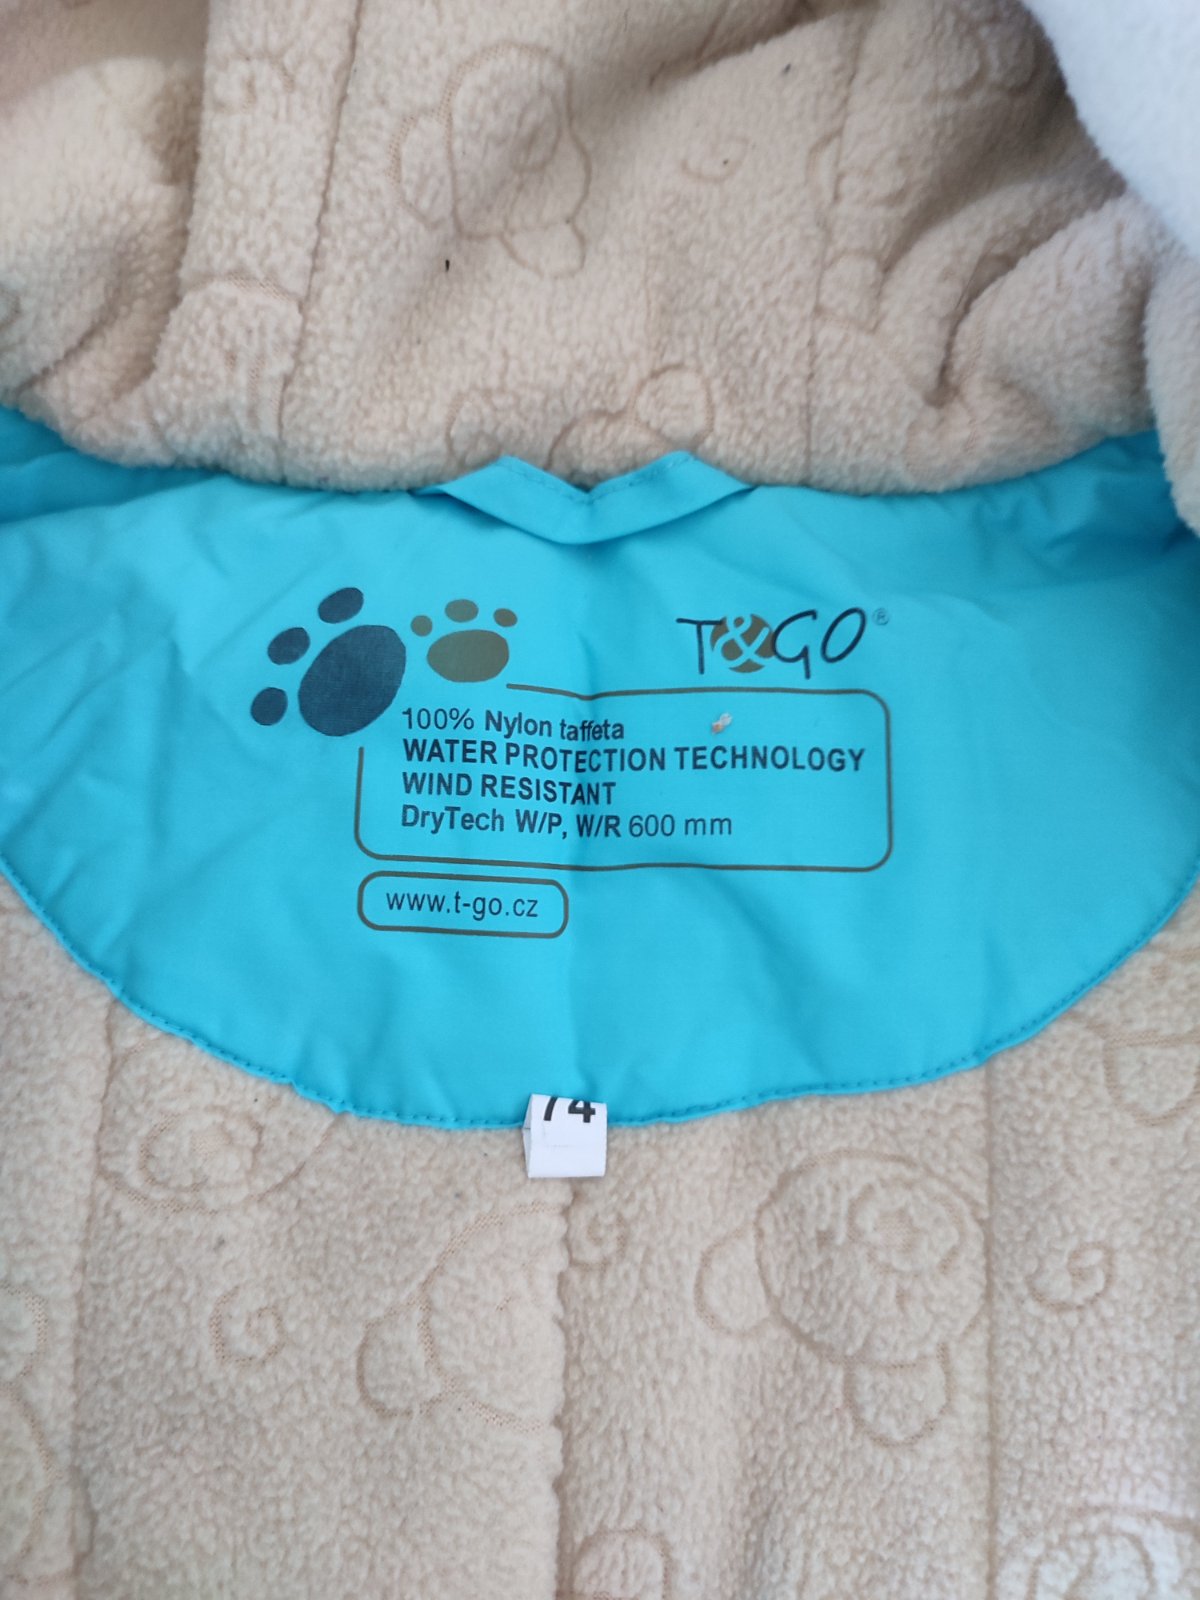 T&GO®
100% Nylon taffeta
WATER PROTECTION TECHNOLOGY
WIND RESISTANT
DryTech W/P, W/R 600 mm
www.t-go.cz
74